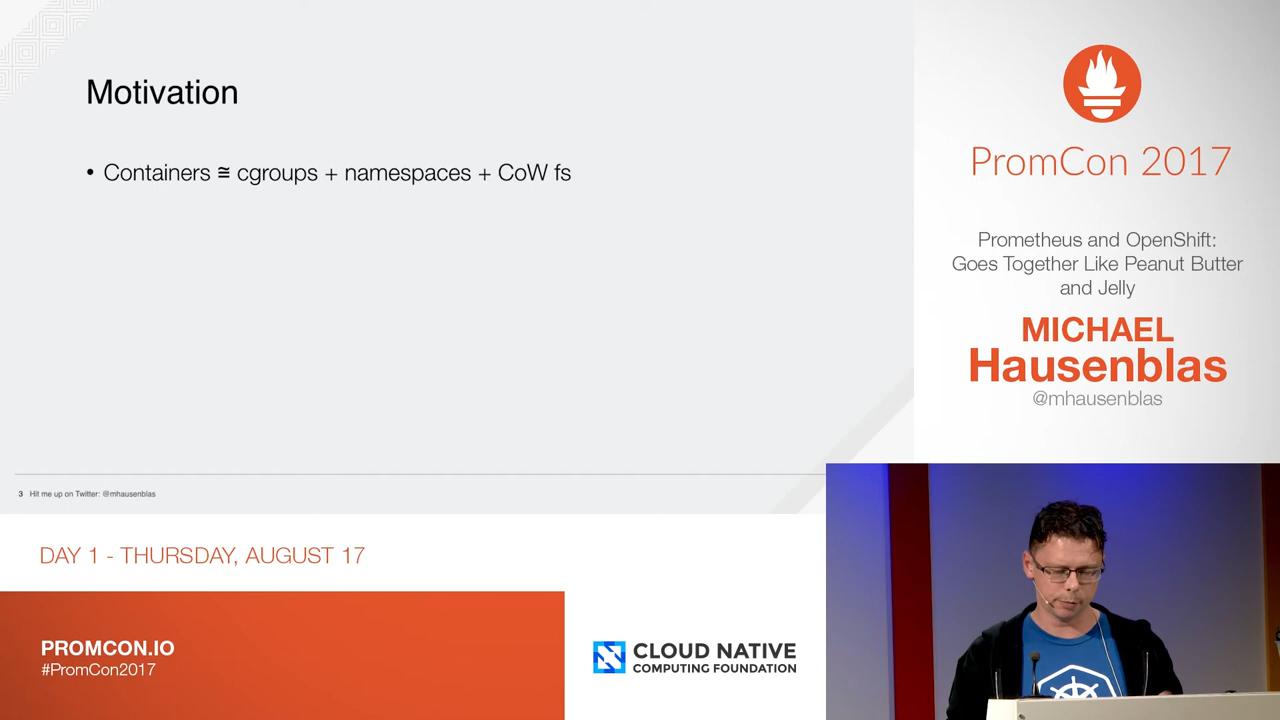 Motivation
• Containers ≅ cgroups + namespaces + CoW fs
3 Hit me up on Twitter: @mhausenblas
PromCon 2017
Prometheus and OpenShift:
Goes Together Like Peanut Butter
and Jelly
MICHAEL
Hausenblas
@mhausenblas
DAY 1 - THURSDAY, AUGUST 17
PROMCON.IO
#PromCon2017
CLOUD NATIVE
COMPUTING FOUNDATION